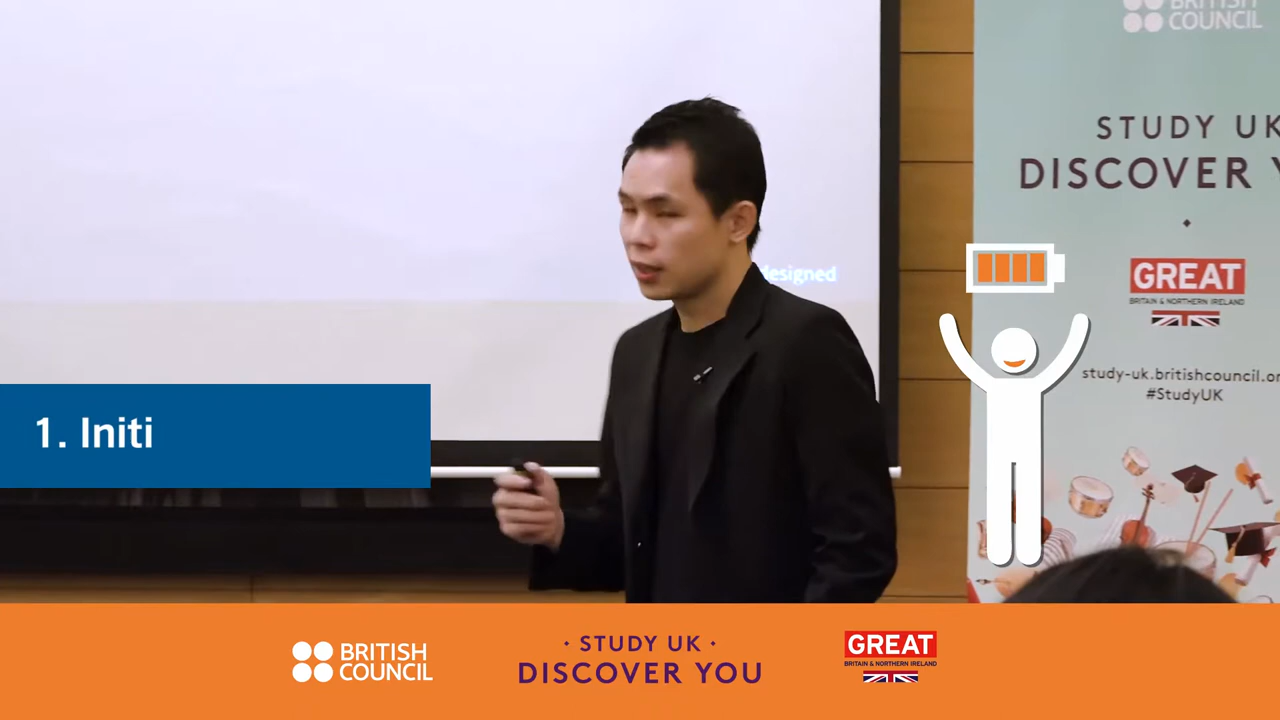 BRITISH
COUNCIL
STUDY UK
DISCOVER
GREAT
BRITAIN & NORTHERN IRELAND
study-uk.britishcouncil.or
#StudyUK
designed
1. Initi
BRITISH
COUNCIL
· STUDY UK ·
DISCOVER YOU
GREAT
BRITAIN & NORTHERN IRELAND